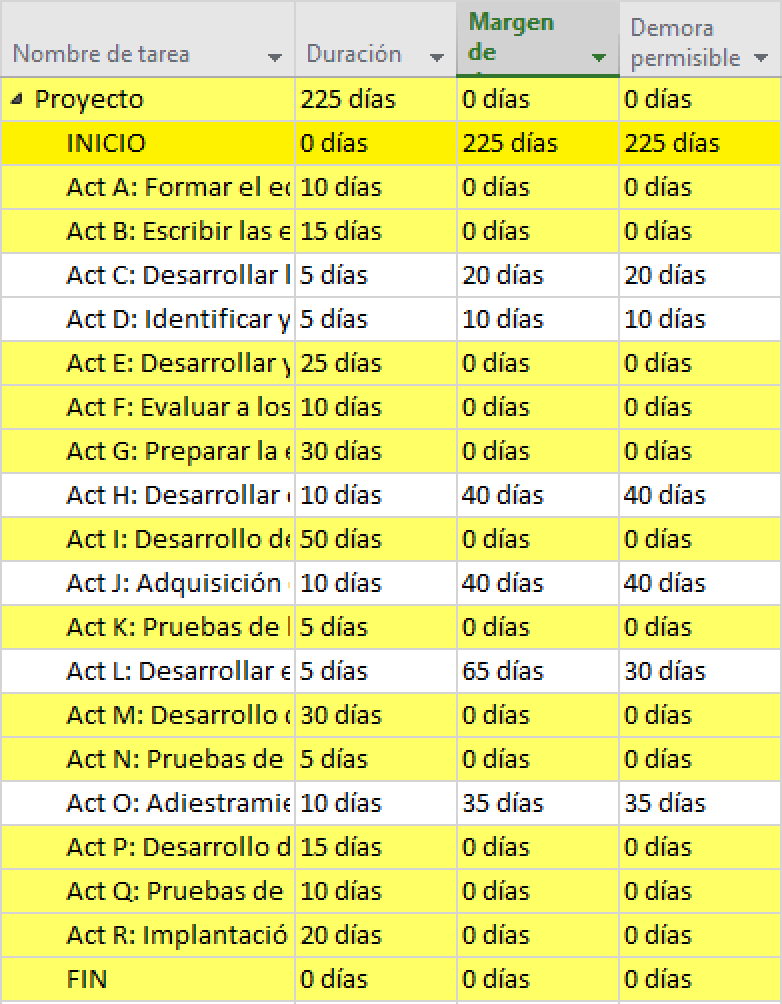 Nombre de tarea Duración Margen de Demora permisible
Proyecto 225 días 0 días 0 días
INICIO 0 días 225 días 225 días
Act A: Formar el e 10 días 0 días 0 días
Act B: Escribir las e 15 días 0 días 0 días
Act C: Desarrollar l 5 días 20 días 20 días
Act D: Identificar y 5 días 10 días 10 días
Act E: Desarrollar y 25 días 0 días 0 días
Act F: Evaluar a los 10 días 0 días 0 días
Act G: Preparar la e 30 días 0 días 0 días
Act H: Desarrollar 10 días 40 días 40 días
Act I: Desarrollo de 50 días 0 días 0 días
Act J: Adquisición 10 días 40 días 40 días
Act K: Pruebas de 5 días 0 días 0 días
Act L: Desarrollar e 5 días 65 días 30 días
Act M: Desarrollo 30 días 0 días 0 días
Act N: Pruebas de 5 días 0 días 0 días
Act O: Adiestramie 10 días 35 días 35 días
Act P: Desarrollo d 15 días 0 días 0 días
Act Q: Pruebas de 10 días 0 días 0 días
Act R: Implantació 20 días 0 días 0 días
FIN 0 días 0 días 0 días